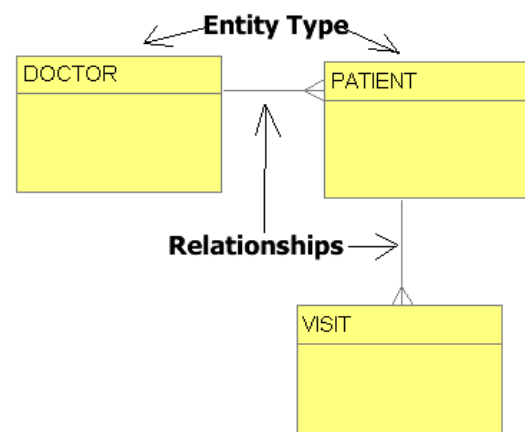 Entity Type
DOCTOR
PATIENT
Relationships
VISIT